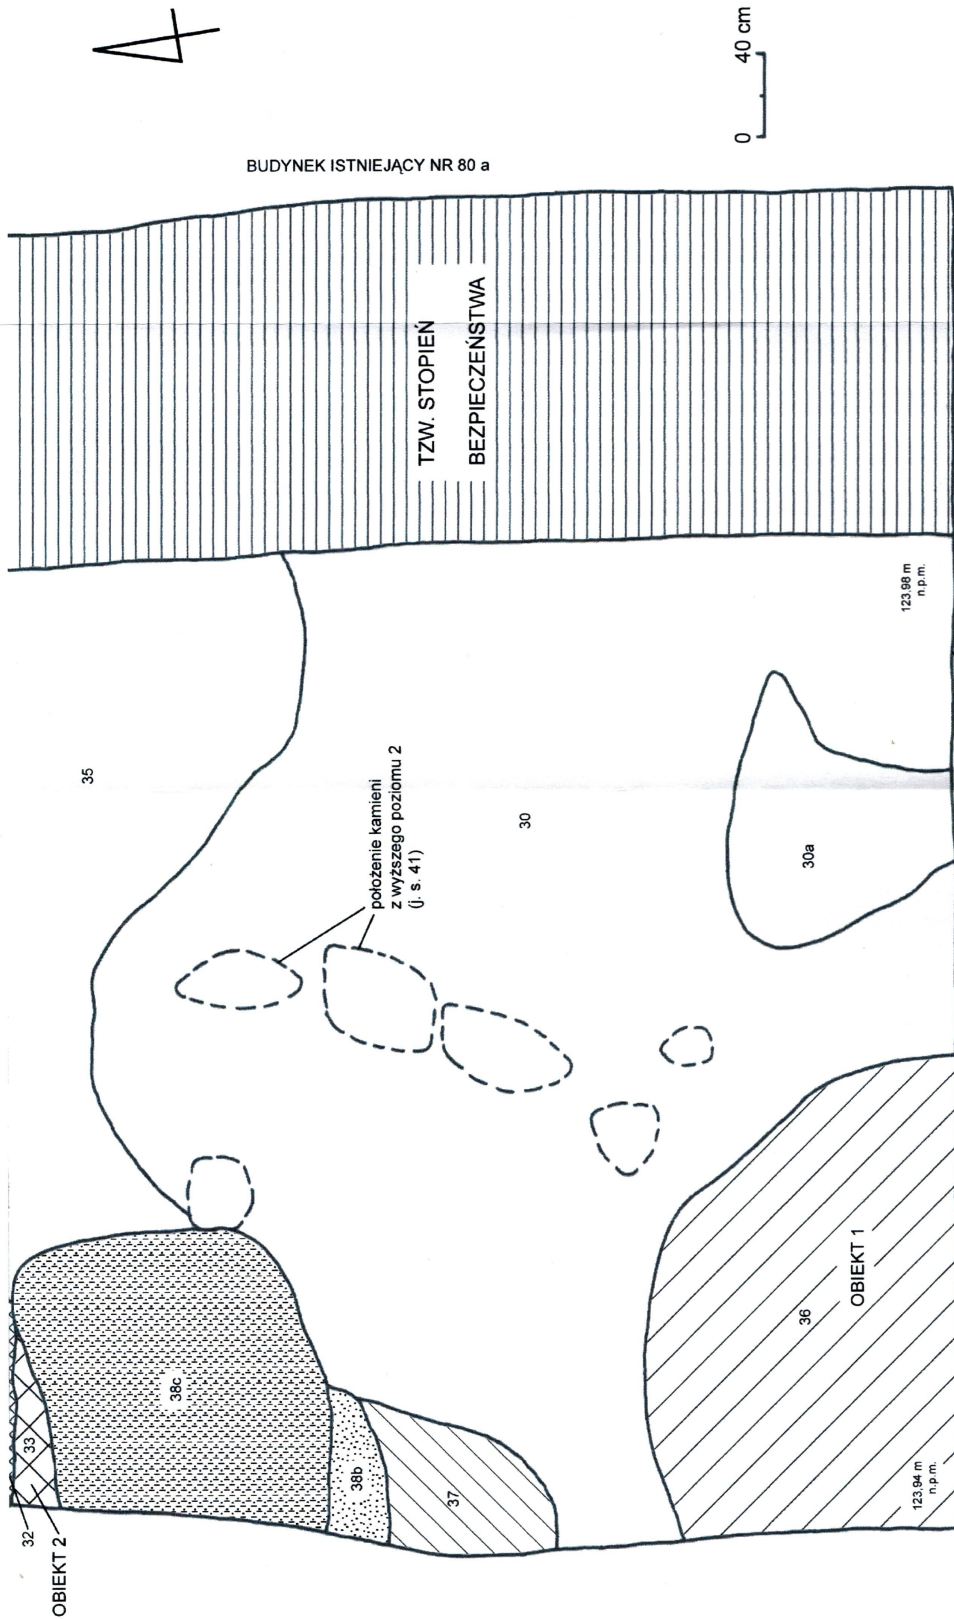 BUDYNEK ISTNIEJĄCY NR 80 a
0
40 cm
OBIEKT 2
32
33
38c
38b
37
123,94 m
n.p.m.
36
OBIEKT 1
35
położenie kamieni
z wyższego poziomu 2
(j. s. 41)
30
30a
123,98 m
n.p.m.
TZW. STOPIEŃ
BEZPIECZEŃSTWA